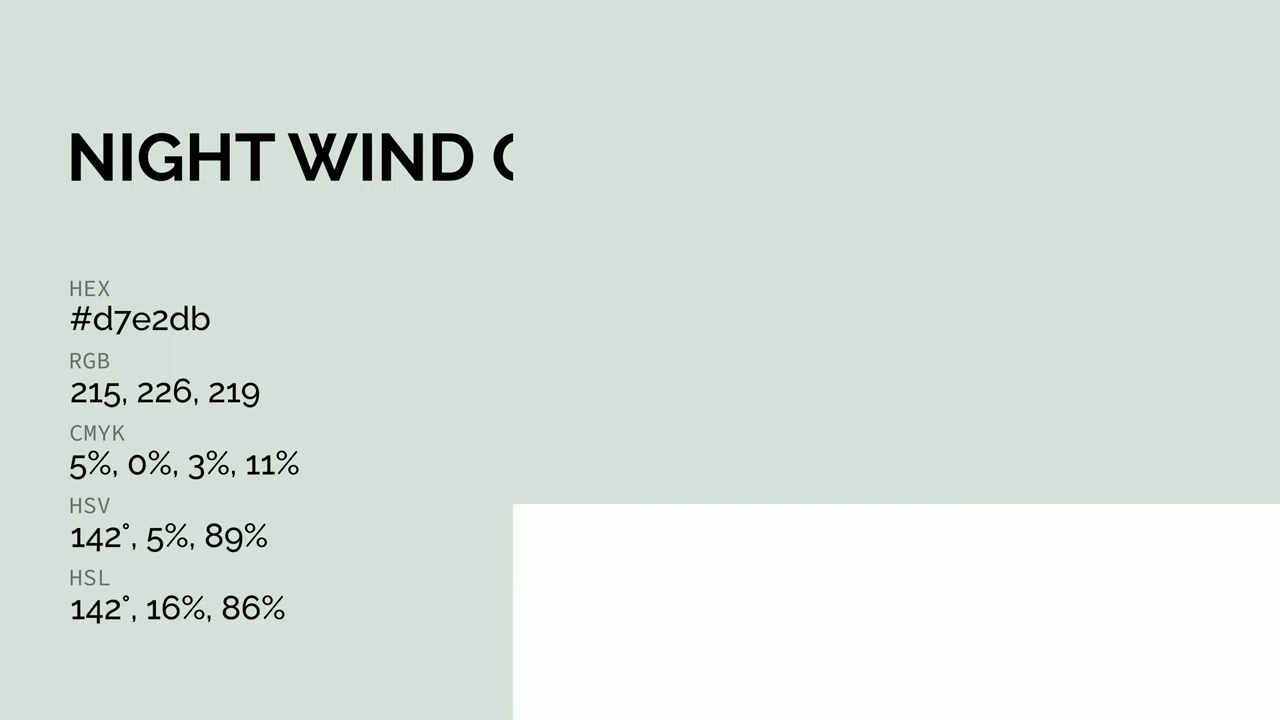 NIGHT WIND
HEX
#d7e2db
RGB
215, 226, 219
CMYK
5%, 0%, 3%, 11%
HSV
142°, 5%, 89%
HSL
142°, 16%, 86%